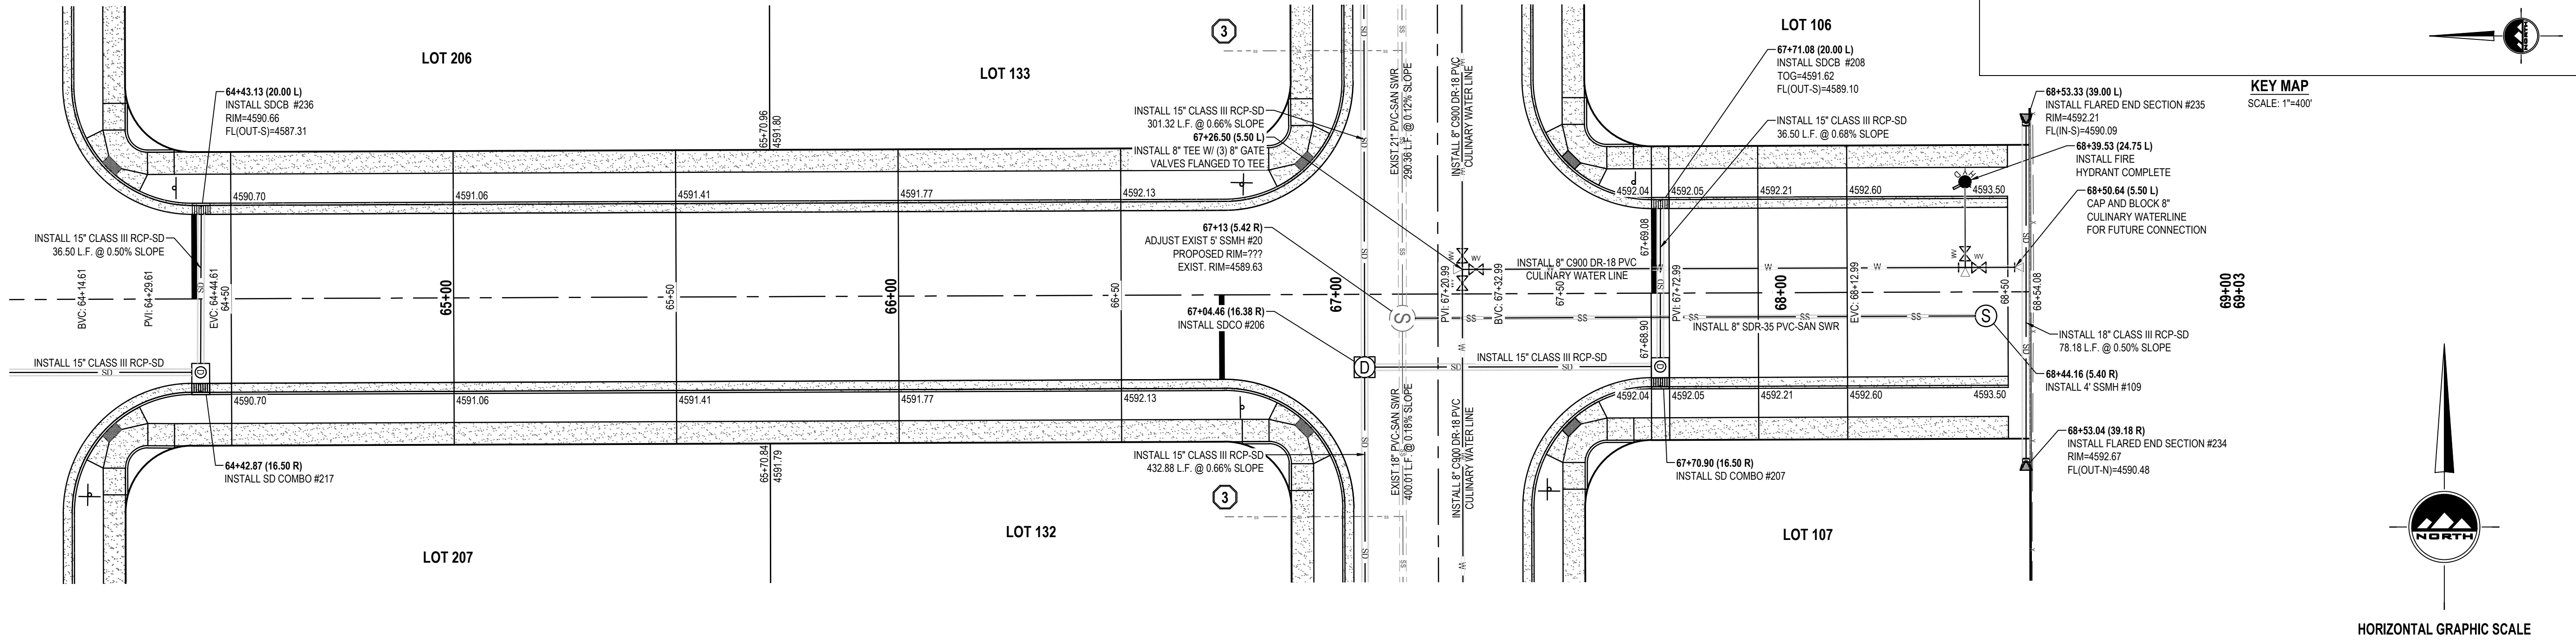 LOT 206
LOT 133
LOT 106
3
64+43.13 (20.00 L)
INSTALL SDCB #236
RIM=4590.66
FL(OUT-S)=4587.31
65+70.96
4591.80
INSTALL 15" CLASS III RCP-SD
301.32 L.F. @ 0.66% SLOPE
67+26.50 (5.50 L)
INSTALL 8" TEE W/ (3) 8" GATE
VALVES FLANGED TO TEE
EXIST 21" PVC-SAN SWR
290.36 L.F. @ 0.12% SLOPE
INSTALL 8" C900 DR-18 PVC
CULINARY WATER LINE
67+71.08 (20.00 L)
INSTALL SDCB #208
TOG=4591.62
FL(OUT-S)=4589.10
INSTALL 15" CLASS III RCP-SD
36.50 L.F. @ 0.68% SLOPE
NORTH
KEY MAP
SCALE: 1"=400'
68+53.33 (39.00 L)
INSTALL FLARED END SECTION #235
RIM=4592.21
FL(IN-S)=4590.09
68+39.53 (24.75 L)
INSTALL FIRE
HYDRANT COMPLETE
68+50.64 (5.50 L)
CAP AND BLOCK 8"
CULINARY WATERLINE
FOR FUTURE CONNECTION
4590.70
4591.06
4591.41
4591.77
4592.13
4592.04
4592.05
4592.21
4592.60
4593.50
INSTALL 15" CLASS III RCP-SD
36.50 L.F. @ 0.50% SLOPE
67+13 (5.42 R)
ADJUST EXIST 5' SSMH #20
PROPOSED RIM=???
EXIST. RIM=4589.63
INSTALL 8" C900 DR-18 PVC
CULINARY WATER LINE
BVC: 64+14.61
PVI: 64+29.61
EVC: 64+44.61
64+50
65+00
65+50
66+00
66+50
67+00
PVI: 67+20.99
BVC: 67+32.99
67+50
67+69.08
67+68.90
PVI: 67+72.99
68+00
EVC: 68+12.99
68+50
68+54.08
69+00
69+03
67+04.46 (16.38 R)
INSTALL SDCO #206
INSTALL 8" SDR-35 PVC-SAN SWR
WV
WV
WV
WV
W
W
W
W
SS
SS
SS
SS
SS
S
S
D
D
D
SD
SD
SD
SD
INSTALL 15" CLASS III RCP-SD
INSTALL 15" CLASS III RCP-SD
INSTALL 18" CLASS III RCP-SD
78.18 L.F. @ 0.50% SLOPE
68+44.16 (5.40 R)
INSTALL 4' SSMH #109
4590.70
4591.06
4591.41
4591.77
4592.13
4592.04
4592.05
4592.21
4592.60
4593.50
68+53.04 (39.18 R)
INSTALL FLARED END SECTION #234
RIM=4592.67
FL(OUT-N)=4590.48
64+42.87 (16.50 R)
INSTALL SD COMBO #217
65+70.84
4591.79
INSTALL 15" CLASS III RCP-SD
432.88 L.F. @ 0.66% SLOPE
EXIST 18" PVC-SAN SWR
400.01 L.F. @ 0.18% SLOPE
INSTALL 8" C900 DR-18 PVC
CULINARY WATER LINE
67+70.90 (16.50 R)
INSTALL SD COMBO #207
3
LOT 207
LOT 132
LOT 107
NORTH
HORIZONTAL GRAPHIC SCALE